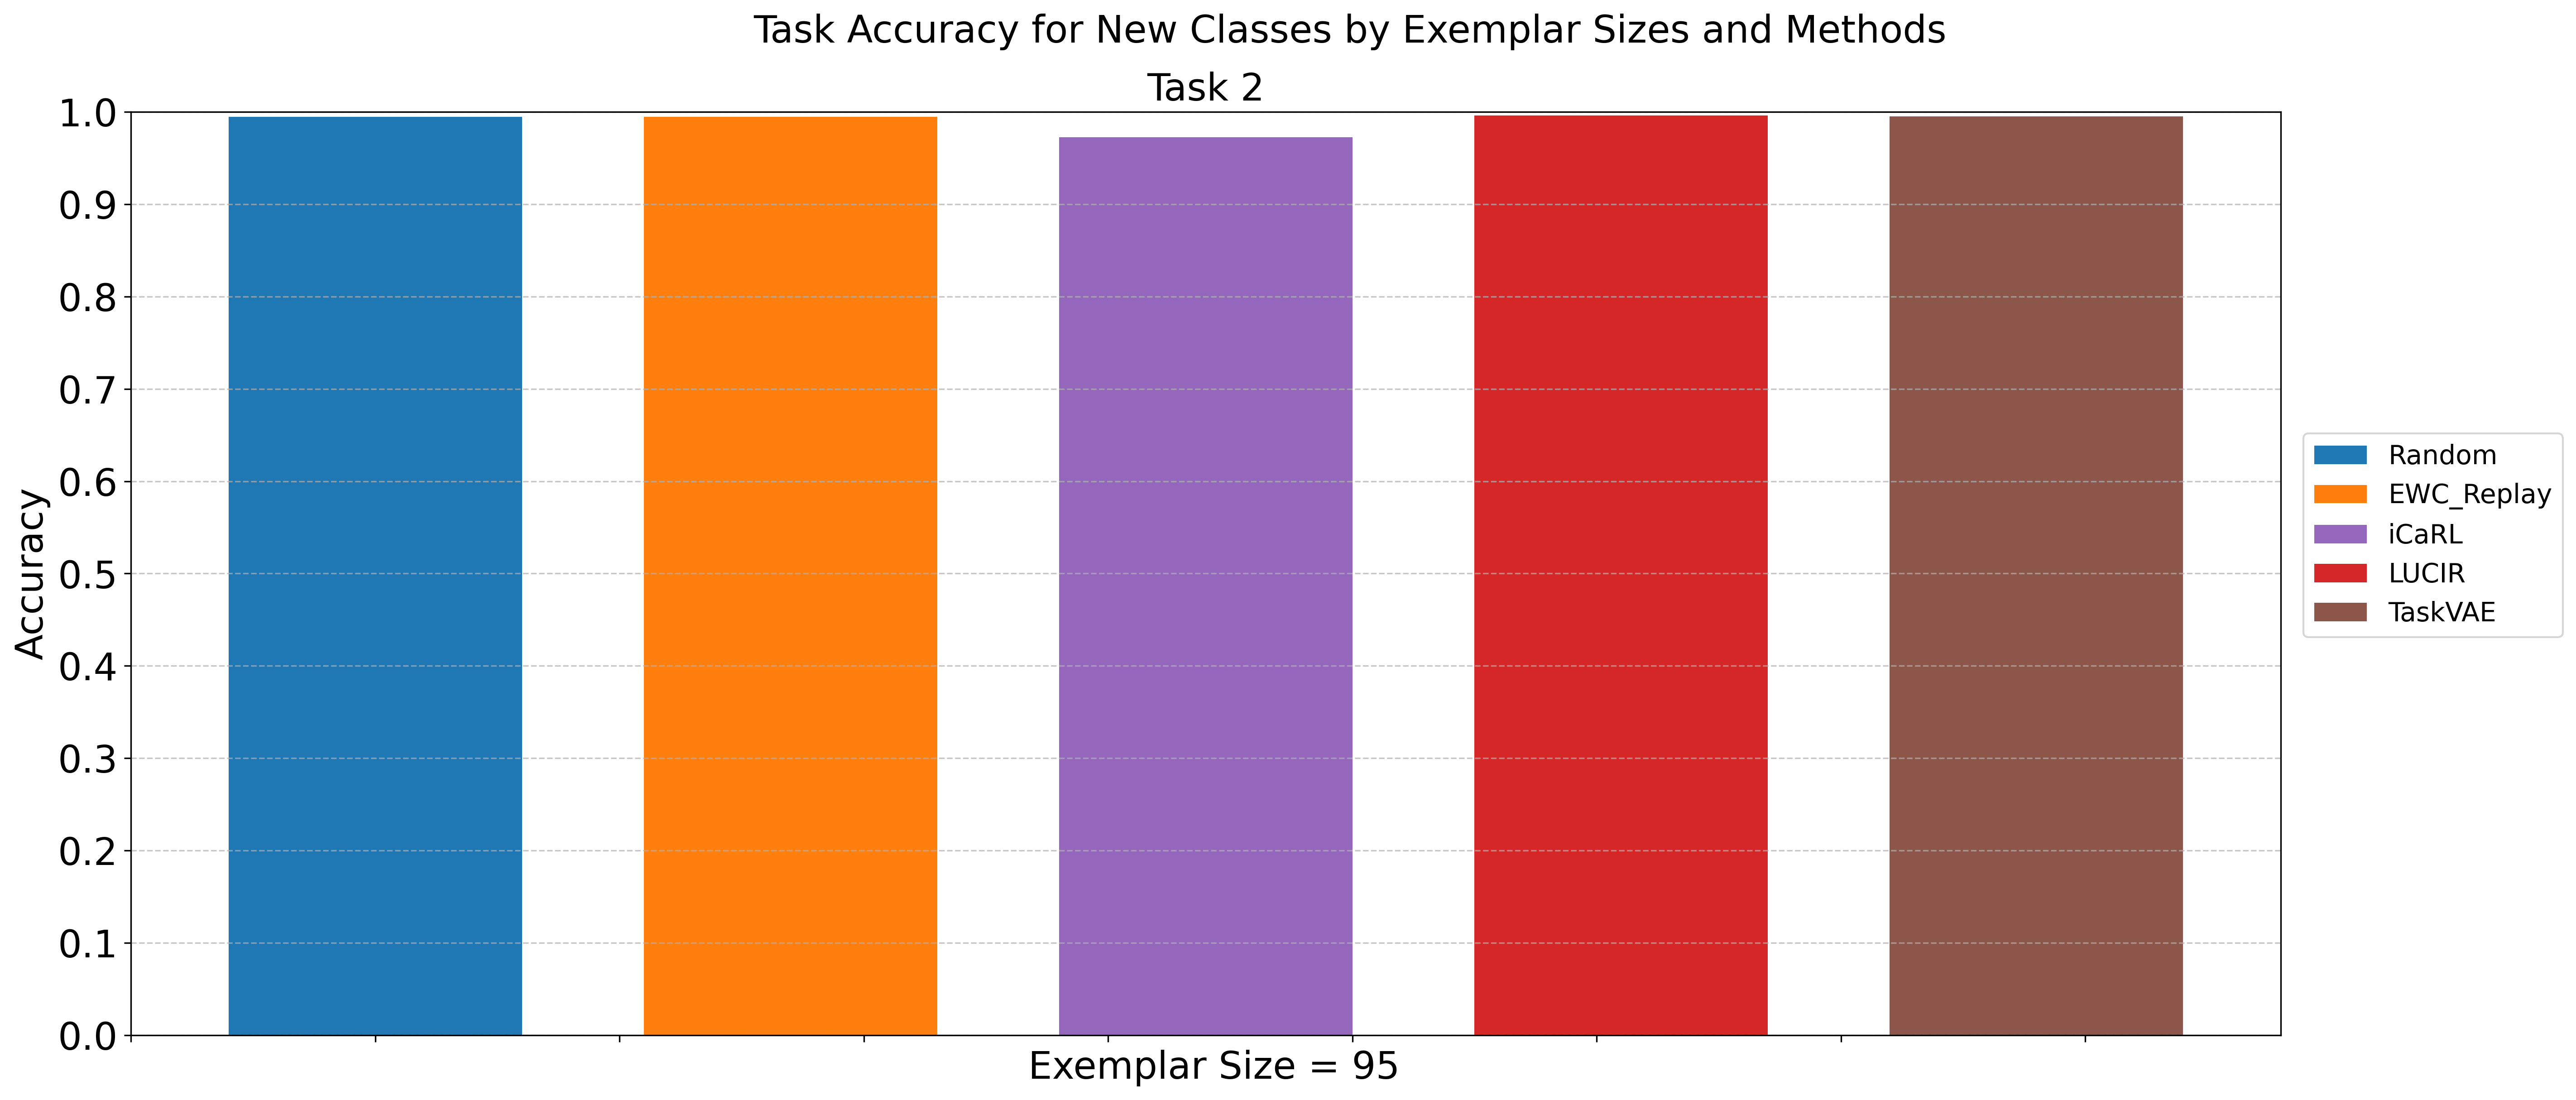 Task Accuracy for New Classes by Exemplar Sizes and Methods
Task 2
1.0
0.9
0.8
0.7
0.6
0.5
0.4
0.3
0.2
0.1
0.0
Accuracy
Exemplar Size = 95
Random
EWC_Replay
iCaRL
LUCIR
TaskVAE